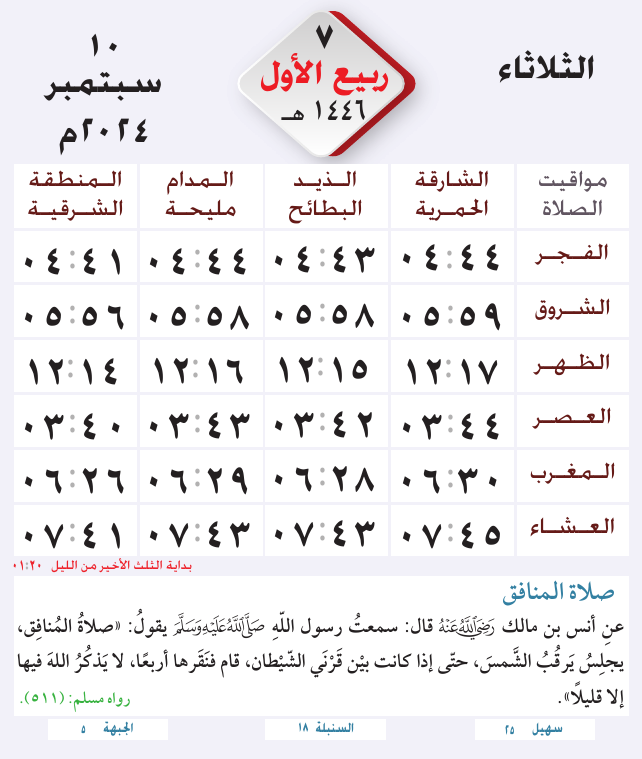 الثلاثاء
٧
ربيع الأول
١٤٤٦ هـ
١٠
سبتمبر
٢٠٢٤م
مواقيت الصلاة | الشارقة الحمرية | الذيد البطائح | المدام مليحة | المنطقة الشرقية
الفجر ٠٤:٤٤ ٠٤:٤٣ ٠٤:٤٤ ٠٤:٤١
الشروق ٠٥:٥٩ ٠٥:٥٨ ٠٥:٥٨ ٠٥:٥٦
الظهر ١٢:١٧ ١٢:١٥ ١٢:١٦ ١٢:١٤
العصر ٠٣:٤٤ ٠٣:٤٢ ٠٣:٤٣ ٠٣:٤٠
المغرب ٠٦:٣٠ ٠٦:٢٨ ٠٦:٢٩ ٠٦:٢٦
العشاء ٠٧:٤٥ ٠٧:٤٣ ٠٧:٤٣ ٠٧:٤١
بداية الثلث الأخير من الليل ٠١:٢٠
صلاة المنافق
عنِ أنس بن مالك رَضِيَ اللَّهُ عَنْهُ قال: سمعتُ رسول اللّهِ صَلَّى اللَّهُ عَلَيْهِ وَسَلَّمَ يقولُ: «صلاةُ المُنافِق،
يجلِسُ يَرقُبُ الشَّمسَ، حتّى إذا كانت بيْن قَرْنَيِ الشّيْطان، قام فنَقَرها أربعًا، لا يَذكُرُ اللهَ فيها
إلا قليلًا».
رواه مسلم: (٥١١).
سهيل ٢٥
السنبلة ١٨
الجبهة ٥